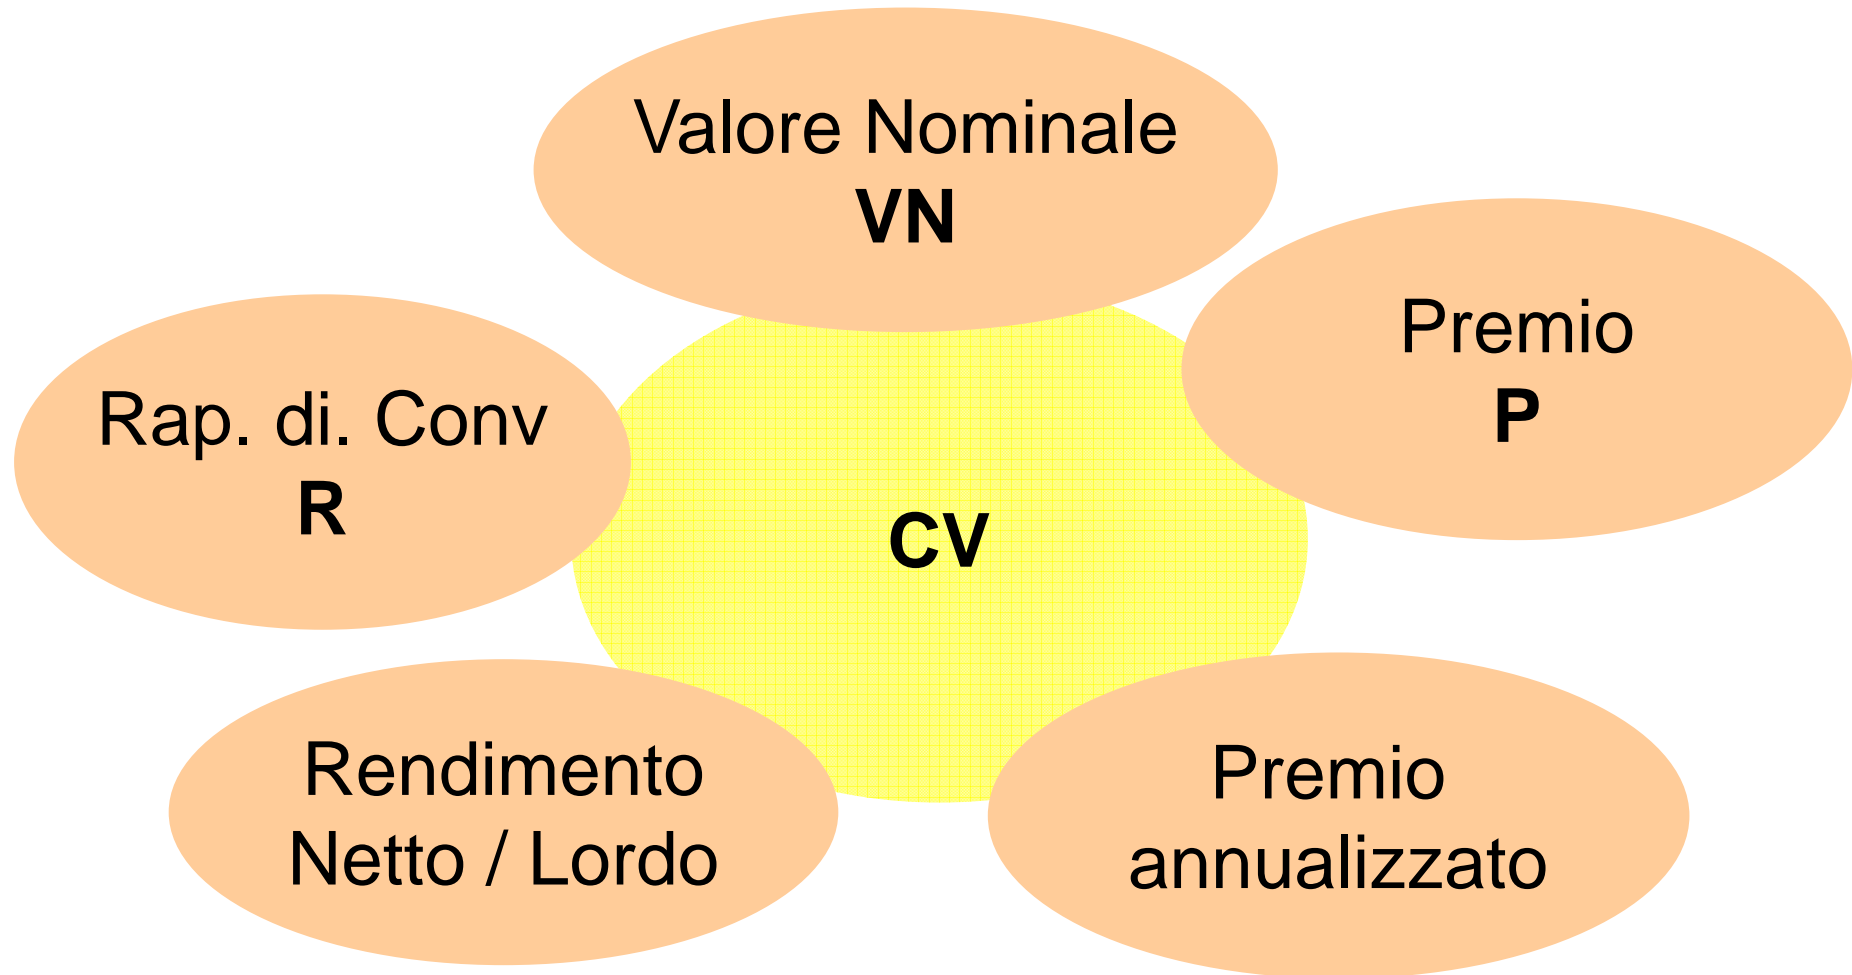 Valore Nominale
VN
Premio
P
Rap. di. Conv
R
CV
Rendimento
Netto / Lordo
Premio
annualizzato